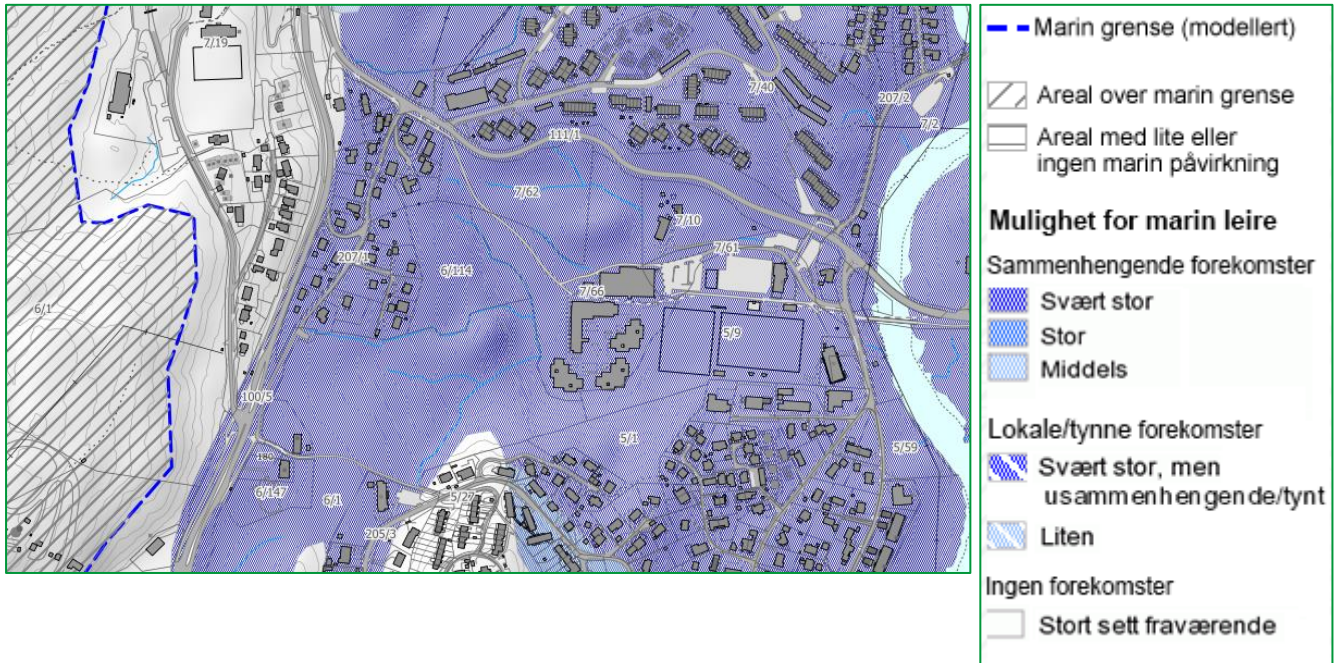 7/19
7/40
207/2
7/2
111/1
7/62
7/10
7/61
207/1
6/114
7/66
6/1
5/9
100/5
5/1
5/59
6/147
6/1
5/27
205/3
Marin grense (modellert)
Areal over marin grense
Areal med lite eller
ingen marin påvirkning
Mulighet for marin leire
Sammenhengende forekomster
Svært stor
Stor
Middels
Lokale/tynne forekomster
Svært stor, men
usammenhengende/tynt
Liten
Ingen forekomster
Stort sett fraværende